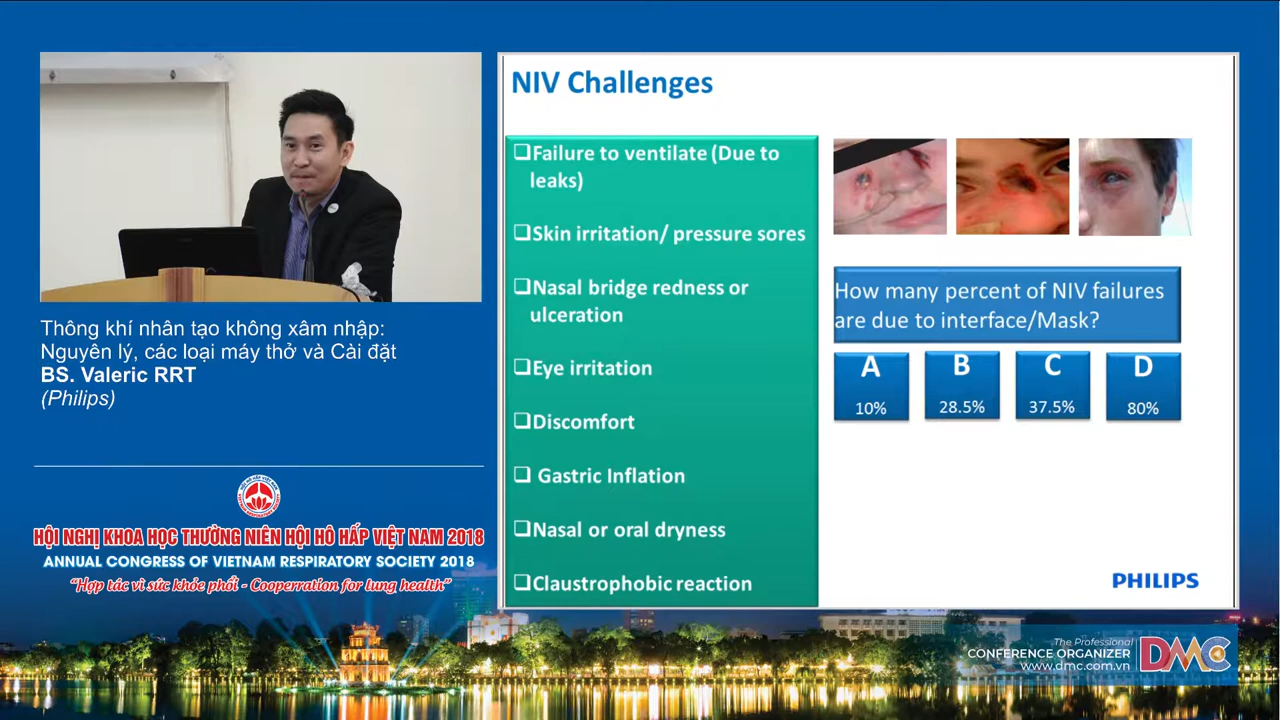 Thông khí nhân tạo không xâm nhập:
Nguyên lý, các loại máy thở và Cài đặt
BS. Valeric RRT
(Philips)
HỘI NGHỊ KHOA HỌC THƯỜNG NIÊN HỘI HÔ HẤP VIỆT NAM 2018
ANNUAL CONGRESS OF VIETNAM RESPIRATORY SOCIETY 2018
“Hợp tác vì sức khỏe phổi - Cooperration for lung health”
NIV Challenges
❑Failure to ventilate (Due to
leaks)
❑Skin irritation/ pressure sores
❑Nasal bridge redness or
ulceration
❑Eye irritation
❑Discomfort
❑ Gastric Inflation
❑Nasal or oral dryness
❑Claustrophobic reaction
How many percent of NIV failures
are due to interface/Mask?
A
10%
B
28.5%
C
37.5%
D
80%
PHILIPS
The Professional
CONFERENCE ORGANIZER
www.dmc.com.vn
DMC